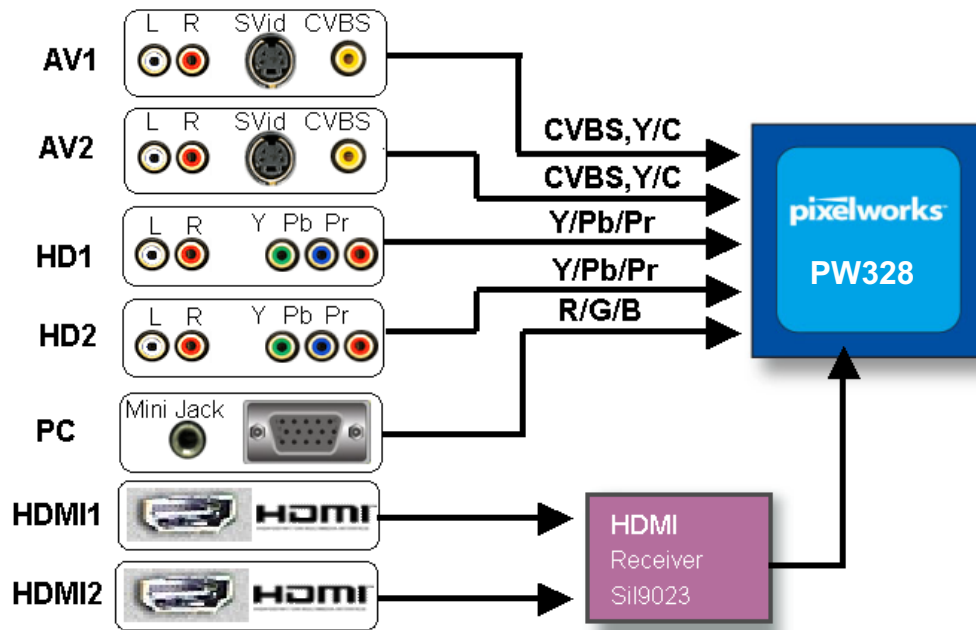 L R SVid CVBS
AV1
L R SVid CVBS
AV2
L R Y Pb Pr
HD1
L R Y Pb Pr
HD2
Mini Jack
PC
HDMI1 HDMI
HDMI2 HDMI
CVBS,Y/C
CVBS,Y/C
Y/Pb/Pr
Y/Pb/Pr
R/G/B
pixelworks
PW328
HDMI
Receiver
SiI9023